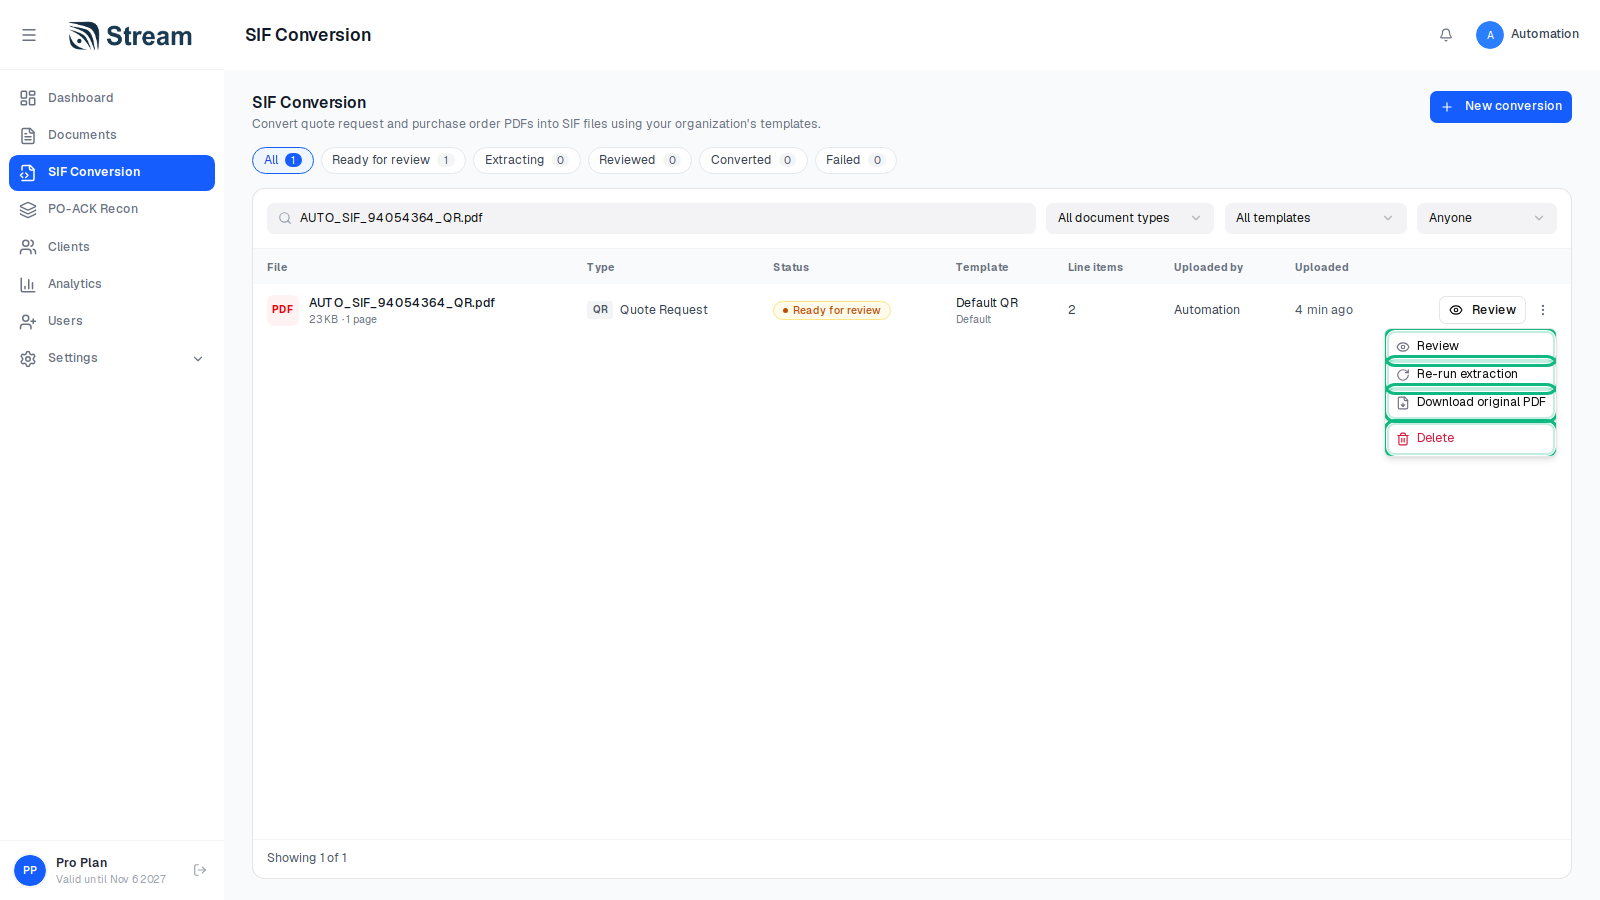 Stream
SIF Conversion
A
Automation
Dashboard
Documents
SIF Conversion
PO-ACK Recon
Clients
Analytics
Users
Settings
SIF Conversion
Convert quote request and purchase order PDFs into SIF files using your organization's templates.
New conversion
All 1
Ready for review 1
Extracting 0
Reviewed 0
Converted 0
Failed 0
AUTO_SIF_94054364_QR.pdf
All document types
All templates
Anyone
File Type Status Template Line items Uploaded by Uploaded
PDF
AUTO_SIF_94054364_QR.pdf
23 KB · 1 page
QR Quote Request
Ready for review
Default QR
Default
2
Automation
4 min ago
Review
Review
Re-run extraction
Download original PDF
Delete
Showing 1 of 1
PP
Pro Plan
Valid until Nov 6 2027